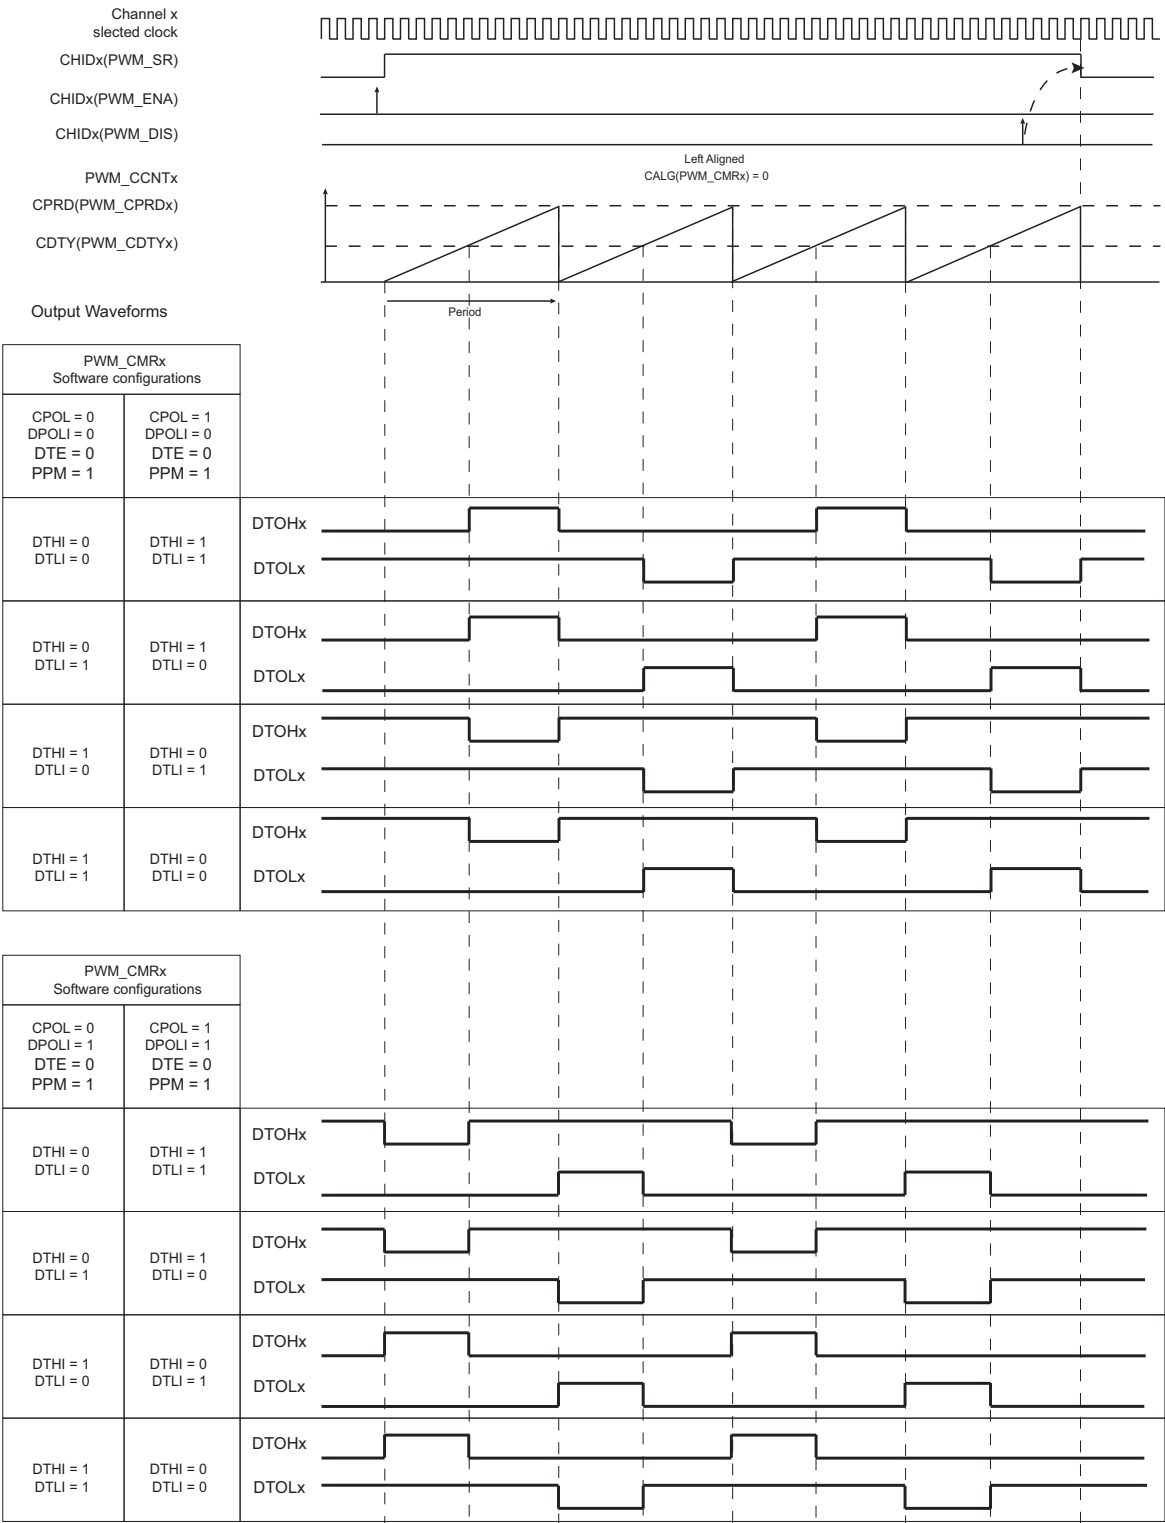 Channel x
slected clock
CHIDx(PWM_SR)
CHIDx(PWM_ENA)
CHIDx(PWM_DIS)
Left Aligned
CALG(PWM_CMRx) = 0
PWM_CCNTx
CPRD(PWM_CPRDx)
CDTY(PWM_CDTYx)
Period
Output Waveforms
PWM_CMRx
Software configurations
CPOL = 0
DPOLI = 0
DTE = 0
PPM = 1
CPOL = 1
DPOLI = 0
DTE = 0
PPM = 1
DTHI = 0
DTLI = 0
DTHI = 1
DTLI = 1
DTOHx
DTOLx
DTHI = 0
DTLI = 1
DTHI = 1
DTLI = 0
DTOHx
DTOLx
DTHI = 1
DTLI = 0
DTHI = 0
DTLI = 1
DTOHx
DTOLx
DTHI = 1
DTLI = 1
DTHI = 0
DTLI = 0
DTOHx
DTOLx
PWM_CMRx
Software configurations
CPOL = 0
DPOLI = 1
DTE = 0
PPM = 1
CPOL = 1
DPOLI = 1
DTE = 0
PPM = 1
DTHI = 0
DTLI = 0
DTHI = 1
DTLI = 1
DTOHx
DTOLx
DTHI = 0
DTLI = 1
DTHI = 1
DTLI = 0
DTOHx
DTOLx
DTHI = 1
DTLI = 0
DTHI = 0
DTLI = 1
DTOHx
DTOLx
DTHI = 1
DTLI = 1
DTHI = 0
DTLI = 0
DTOHx
DTOLx